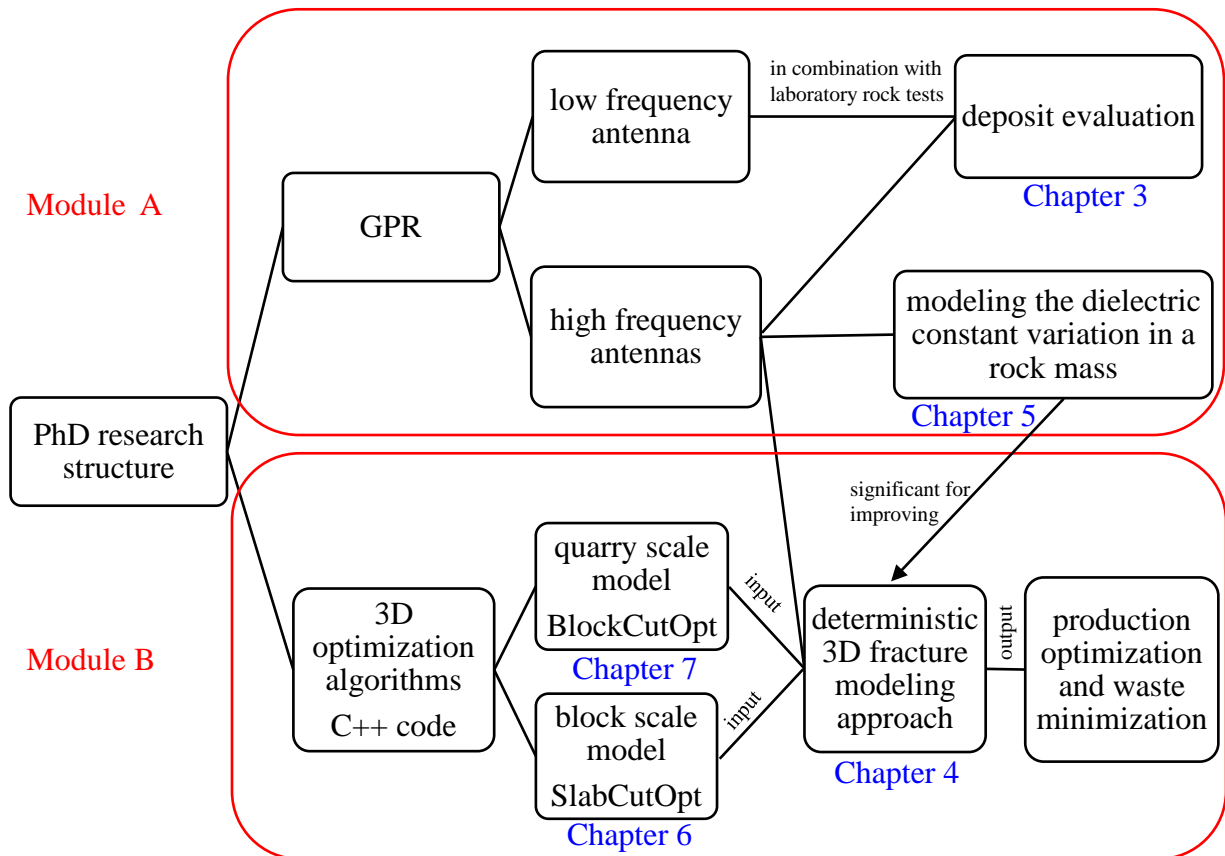 in combination with
laboratory rock tests
low frequency
antenna
deposit evaluation
Chapter 3
Module A
GPR
high frequency
antennas
modeling the dielectric
constant variation in a
rock mass
Chapter 5
PhD research
structure
significant for
improving
quarry scale
model
BlockCutOpt
Chapter 7
input
3D
optimization
algorithms
C++ code
Module B
block scale
model
SlabCutOpt
Chapter 6
input
deterministic
3D fracture
modeling
approach
Chapter 4
output
production
optimization
and waste
minimization